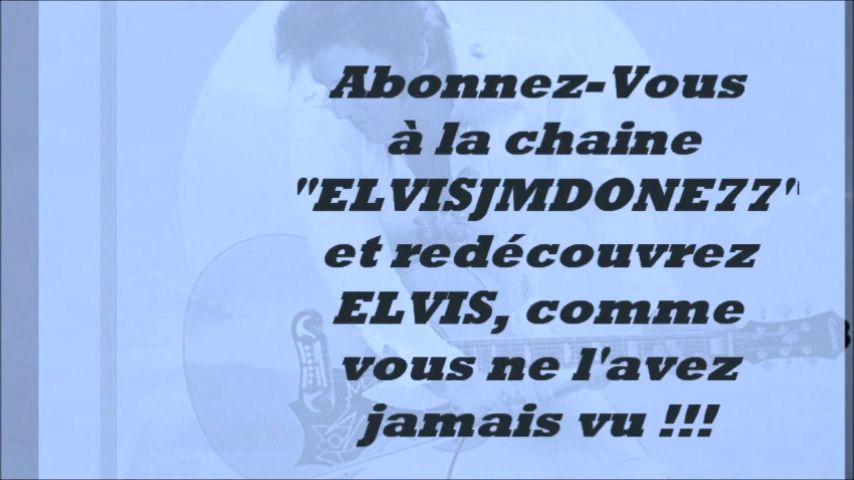 Abonnez-Vous
à la chaine
"ELVISJMDONE77"
et redécouvrez
ELVIS, comme
vous ne l'avez
jamais vu !!!